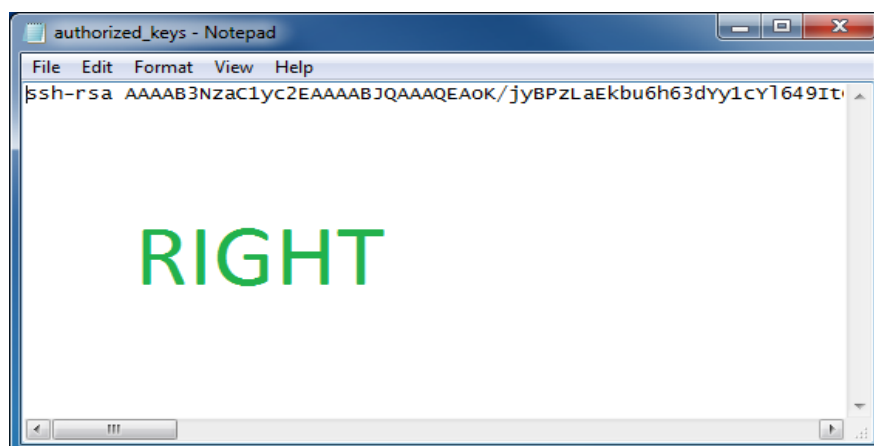 authorized_keys - Notepad
File Edit Format View Help
ssh-rsa AAAAB3NzaC1yc2EAAAABJQAAAQEAoK/jyBPzLaEkbu6h63dYy1cYl649It
RIGHT